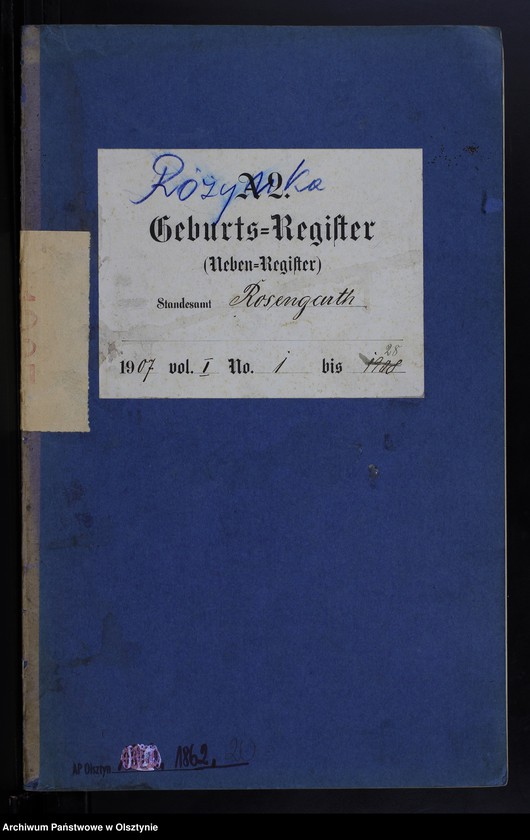 Różynka
A2.
Geburts=Register
(Neben=Register)
Standesamt Rosengarth
28
1907 vol. I No. 1 bis
AP Olsztyn 1862.
Archiwum Państwowe w Olsztynie